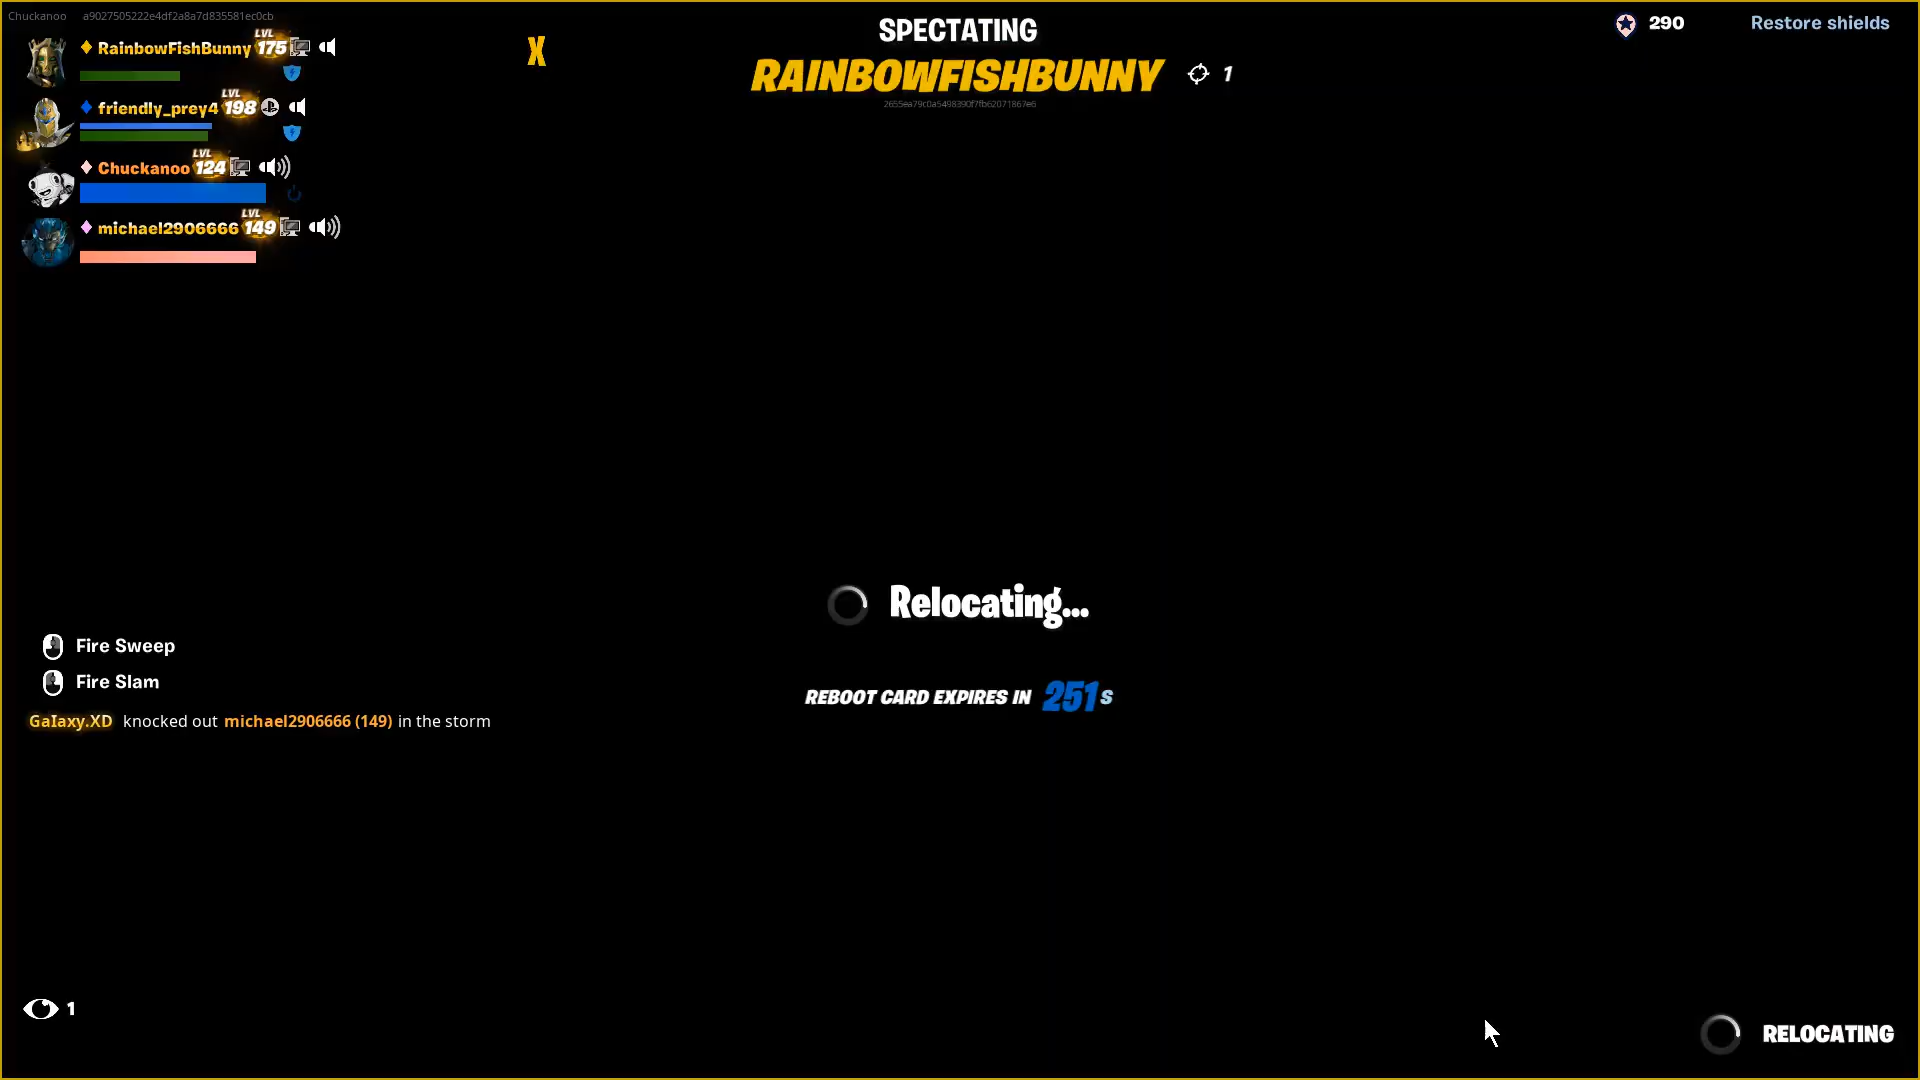 Chuckanoo a9027505222e4df2a8a7d835581ec0cb
SPECTATING
RAINBOWFISHBUNNY 1
2655ea79c0a5498390f7fb62071867e6
290 Restore shields
RainbowFishBunny LVL 175
X
friendly_prey4 LVL 198
Chuckanoo LVL 124
michael2906666 LVL 149
Relocating...
REBOOT CARD EXPIRES IN 251 S
Fire Sweep
Fire Slam
GaIaxy.XD knocked out michael2906666 (149) in the storm
1
RELOCATING